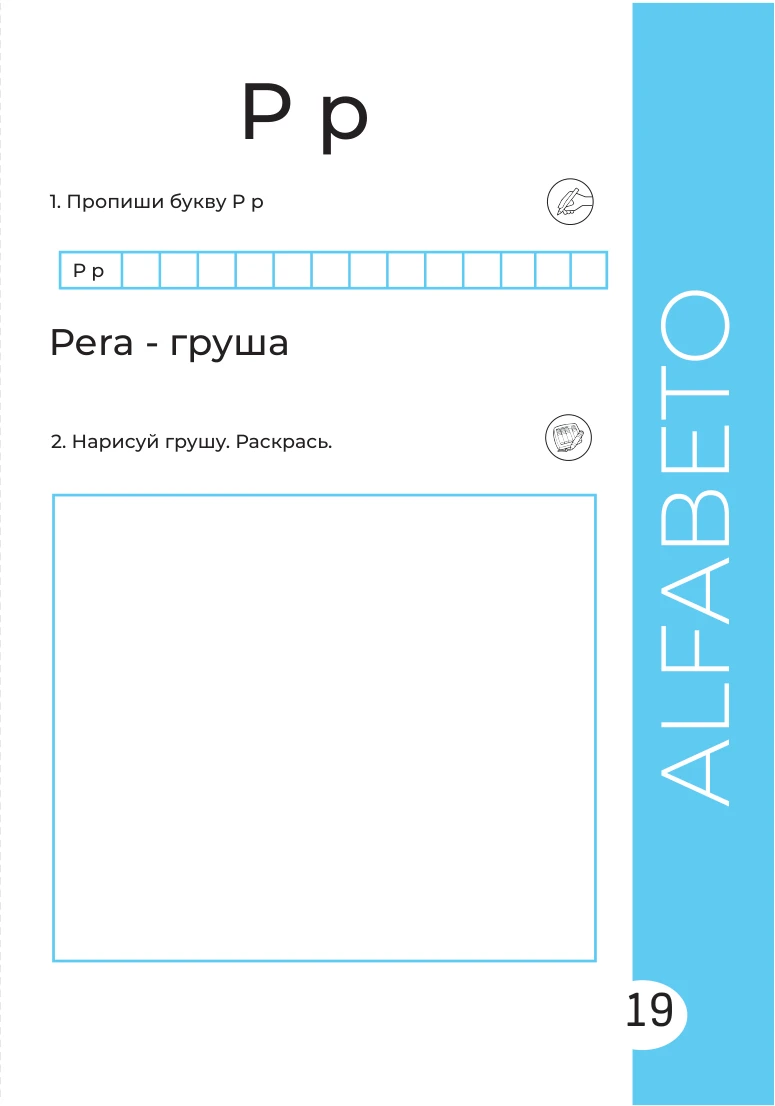 P p
1. Пропиши букву P p
P p
Pera - груша
2. Нарисуй грушу. Раскрась.
ALFABETO
19